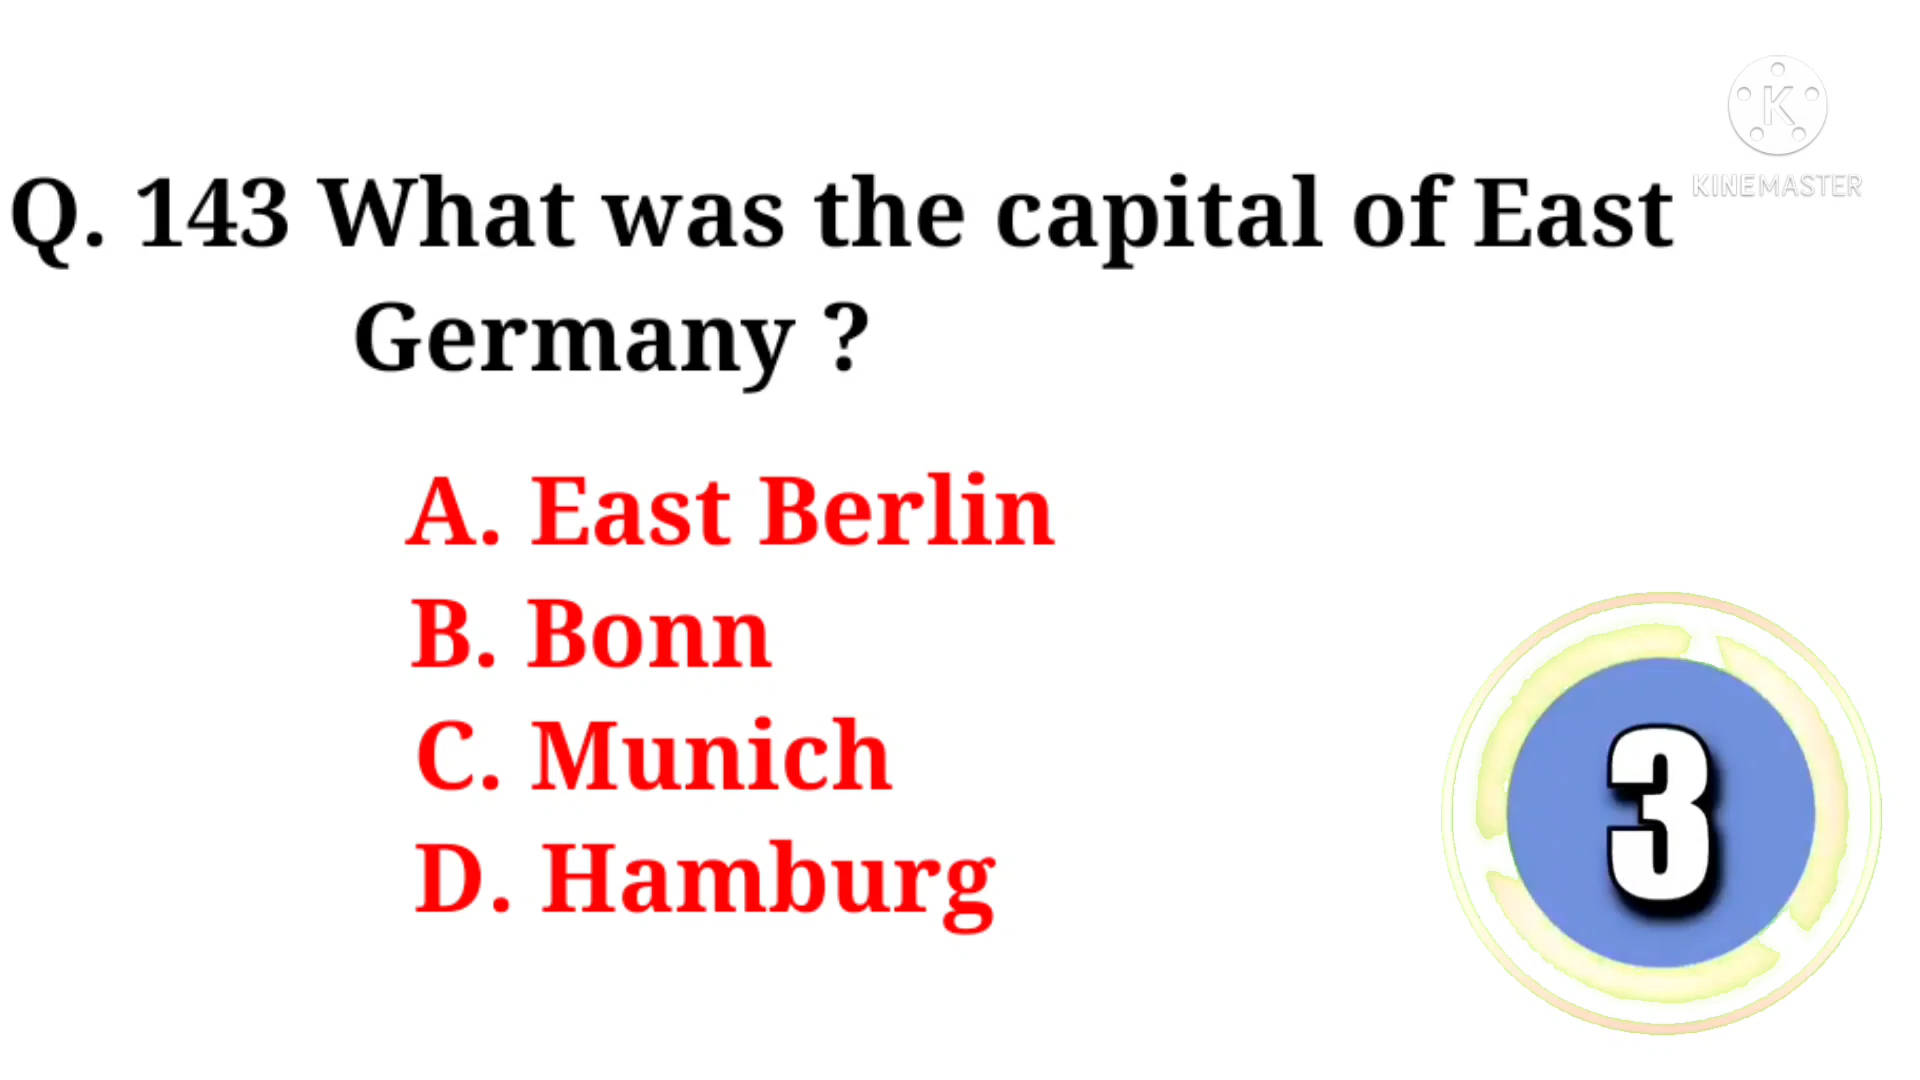 K
KINEMASTER
Q. 143 What was the capital of East
Germany ?
A. East Berlin
B. Bonn
C. Munich
D. Hamburg
3